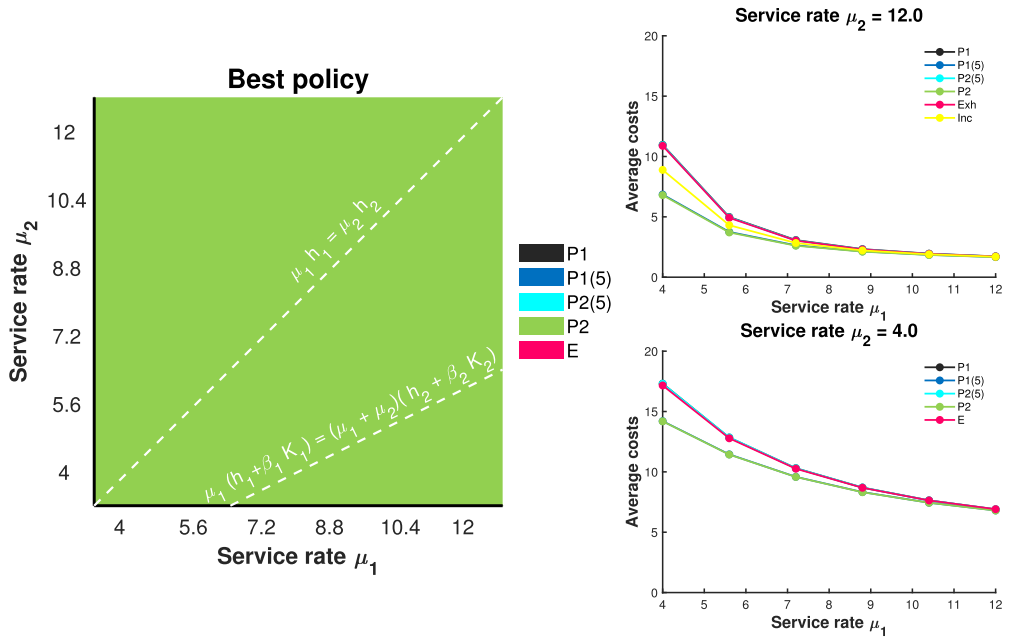 Best policy
Service rate μ₂
12
10.4
8.8
7.2
5.6
4
μ₁ h₁ = μ₂ h₂
μ₁ (h₁+β₁ K₁) = (μ₁ + μ₂)( h₂ + β₂ K₂)
4 5.6 7.2 8.8 10.4 12
Service rate μ₁
P1
P1(5)
P2(5)
P2
E
Service rate μ₂ = 12.0
Average costs
20
15
10
5
0
P1
P1(5)
P2(5)
P2
Exh
Inc
4 5 6 7 8 9 10 11 12
Service rate μ₁
Service rate μ₂ = 4.0
Average costs
20
15
10
5
0
P1
P1(5)
P2(5)
P2
E
4 5 6 7 8 9 10 11 12
Service rate μ₁